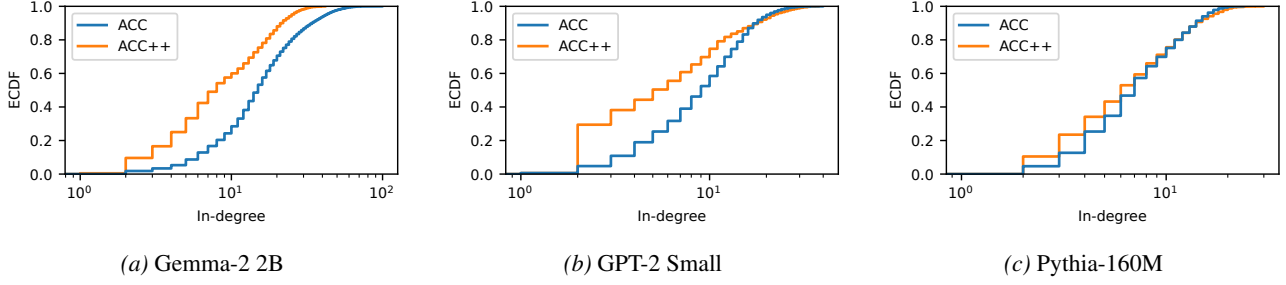 1.0
0.8
0.6
0.4
0.2
0.0
ECDF
ACC
ACC++
10⁰
10¹
10²
In-degree
(a) Gemma-2 2B
1.0
0.8
0.6
0.4
0.2
0.0
ECDF
ACC
ACC++
10⁰
10¹
In-degree
(b) GPT-2 Small
1.0
0.8
0.6
0.4
0.2
0.0
ECDF
ACC
ACC++
10⁰
10¹
In-degree
(c) Pythia-160M